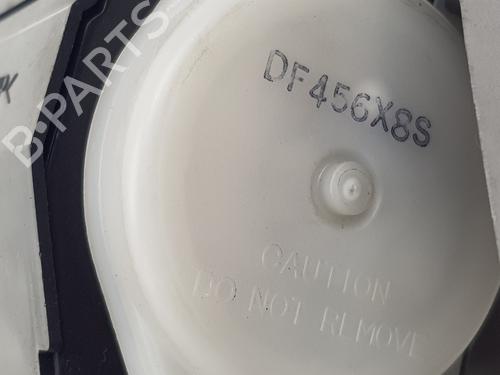 B-PARTS
DF456X8S
CAUTION
DO NOT REMOVE